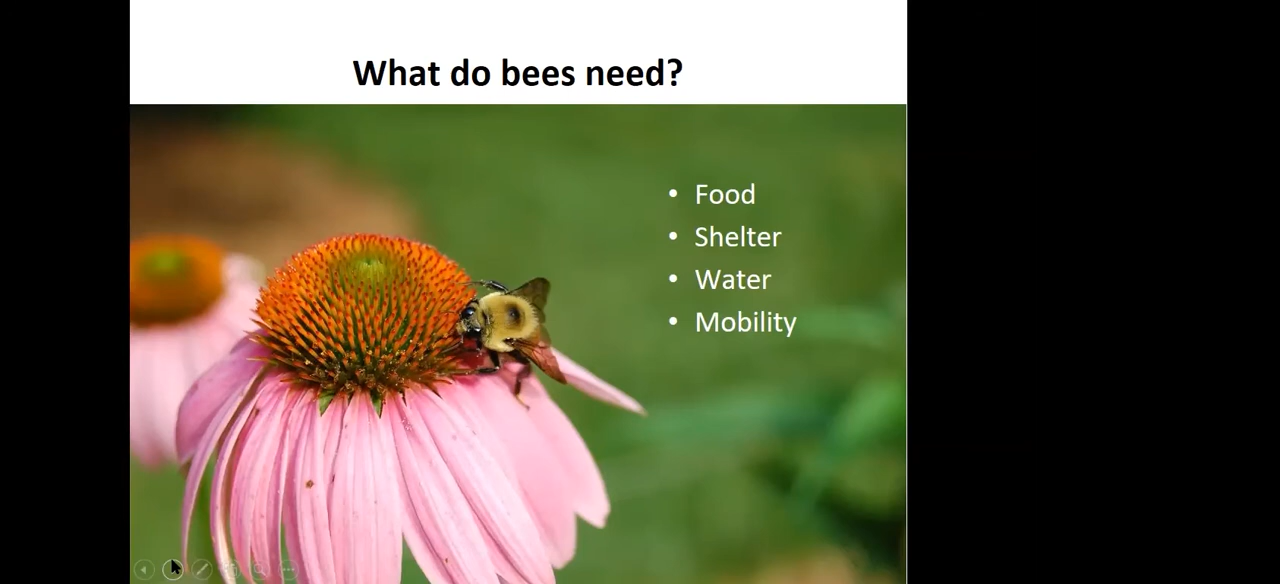 What do bees need?
• Food
• Shelter
• Water
• Mobility